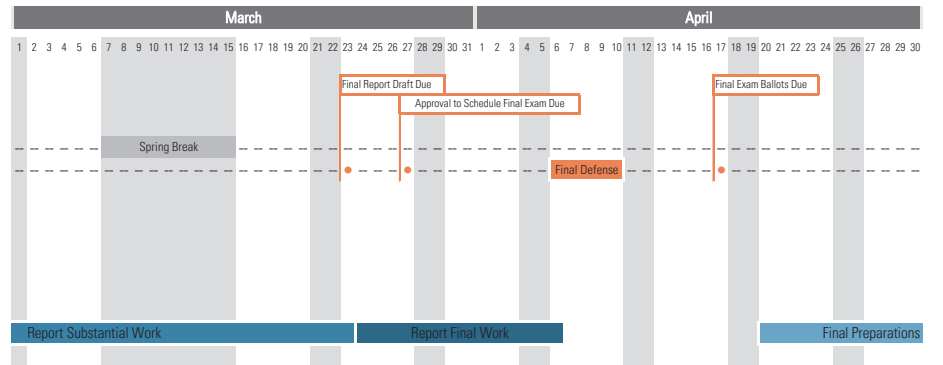 March April
1 2 3 4 5 6 7 8 9 10 11 12 13 14 15 16 17 18 19 20 21 22 23 24 25 26 27 28 29 30 31 1 2 3 4 5 6 7 8 9 10 11 12 13 14 15 16 17 18 19 20 21 22 23 24 25 26 27 28 29 30
Final Report Draft Due Final Exam Ballots Due
Approval to Schedule Final Exam Due
Spring Break
Final Defense
Report Substantial Work Report Final Work Final Preparations